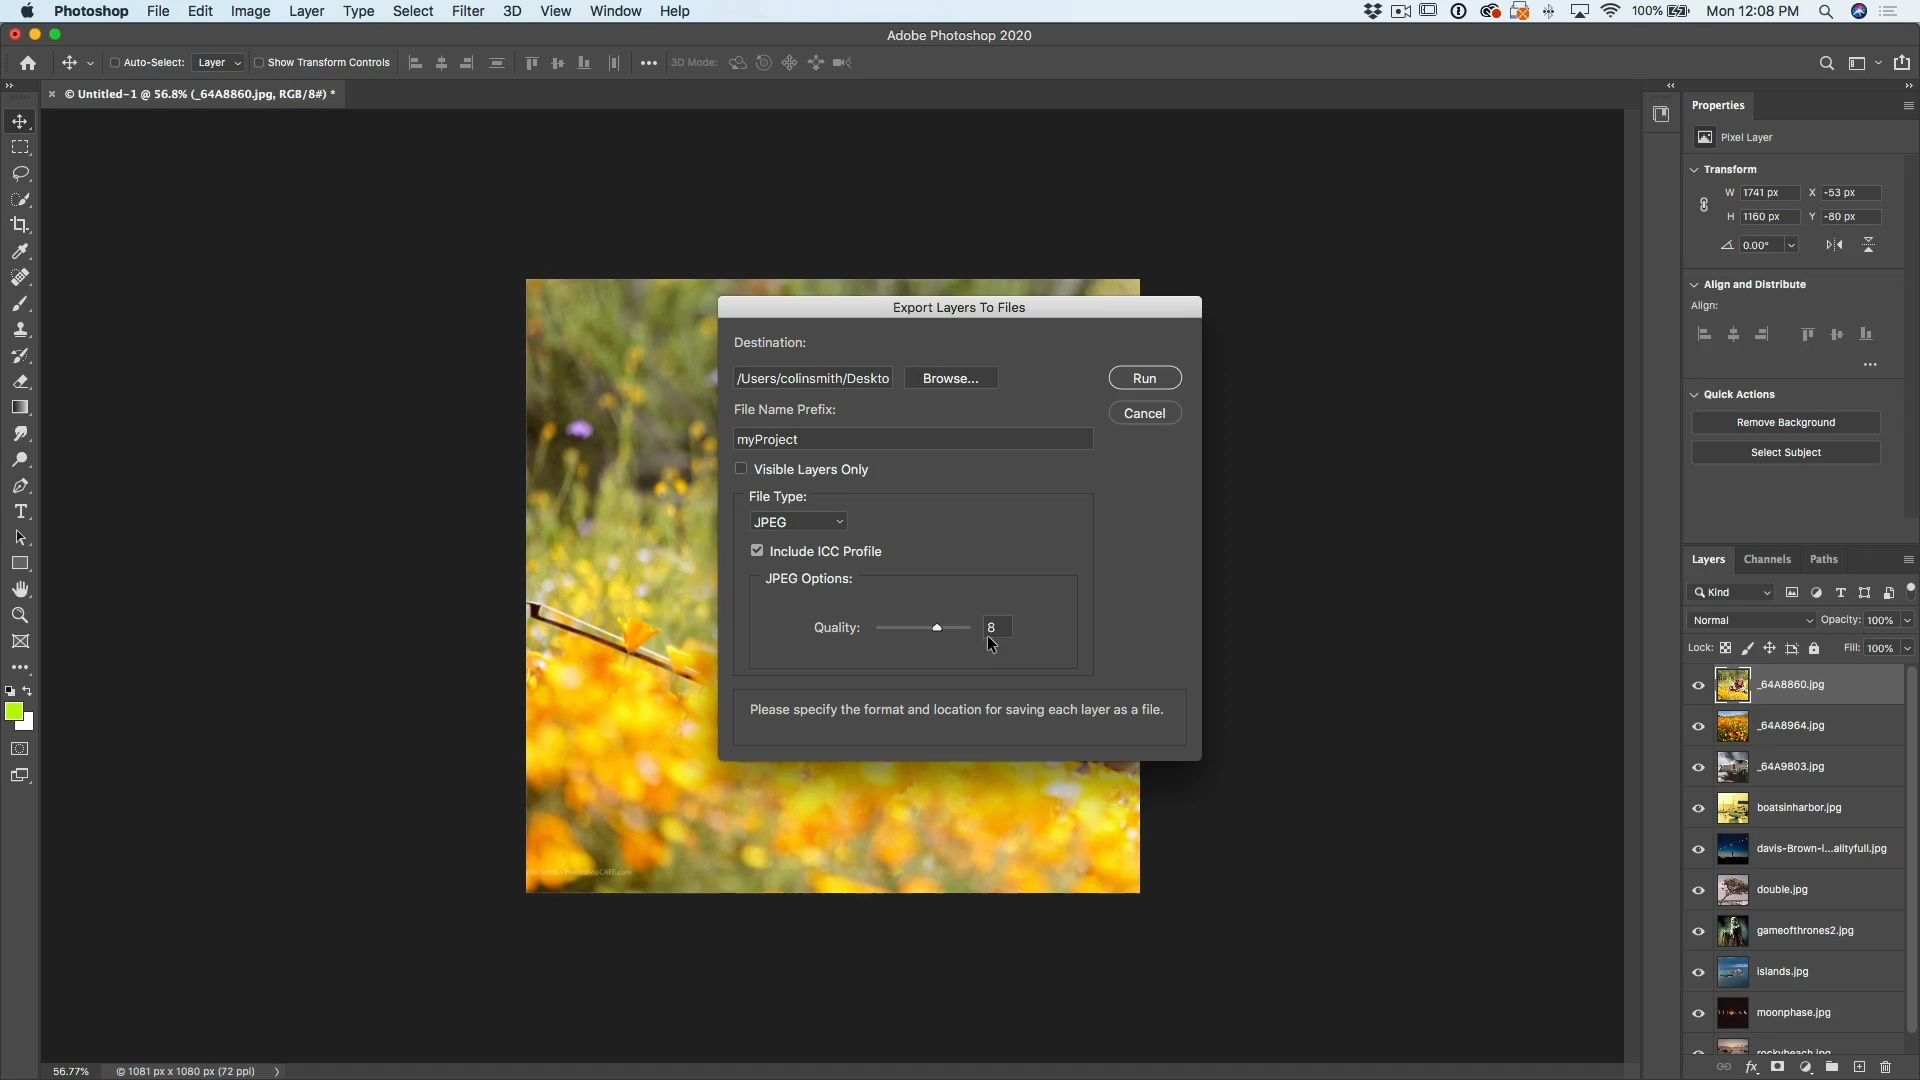 Photoshop File Edit Image Layer Type Select Filter 3D View Window Help
100% Mon 12:08 PM
Adobe Photoshop 2020
Auto-Select: Layer Show Transform Controls 3D Mode:
© Untitled-1 @ 56.8% (_64A8860.jpg, RGB/8#) *
Export Layers To Files
Destination:
/Users/colinsmith/Deskto Browse... Run
File Name Prefix:
Cancel
myProject
Visible Layers Only
File Type:
JPEG
Include ICC Profile
JPEG Options:
Quality: 8
Please specify the format and location for saving each layer as a file.
Properties
Pixel Layer
Transform
W 1741 px X -53 px
H 1160 px Y -80 px
0.00°
Align and Distribute
Align:
Quick Actions
Remove Background
Select Subject
Layers Channels Paths
Kind
Normal Opacity: 100%
Lock: Fill: 100%
_64A8860.jpg
_64A8964.jpg
_64A9803.jpg
boatsinharbor.jpg
davis-Brown-i...alityfull.jpg
double.jpg
gameofthrones2.jpg
islands.jpg
moonphase.jpg
rockybeach.jpg
56.77% © 1081 px x 1080 px (72 ppi)